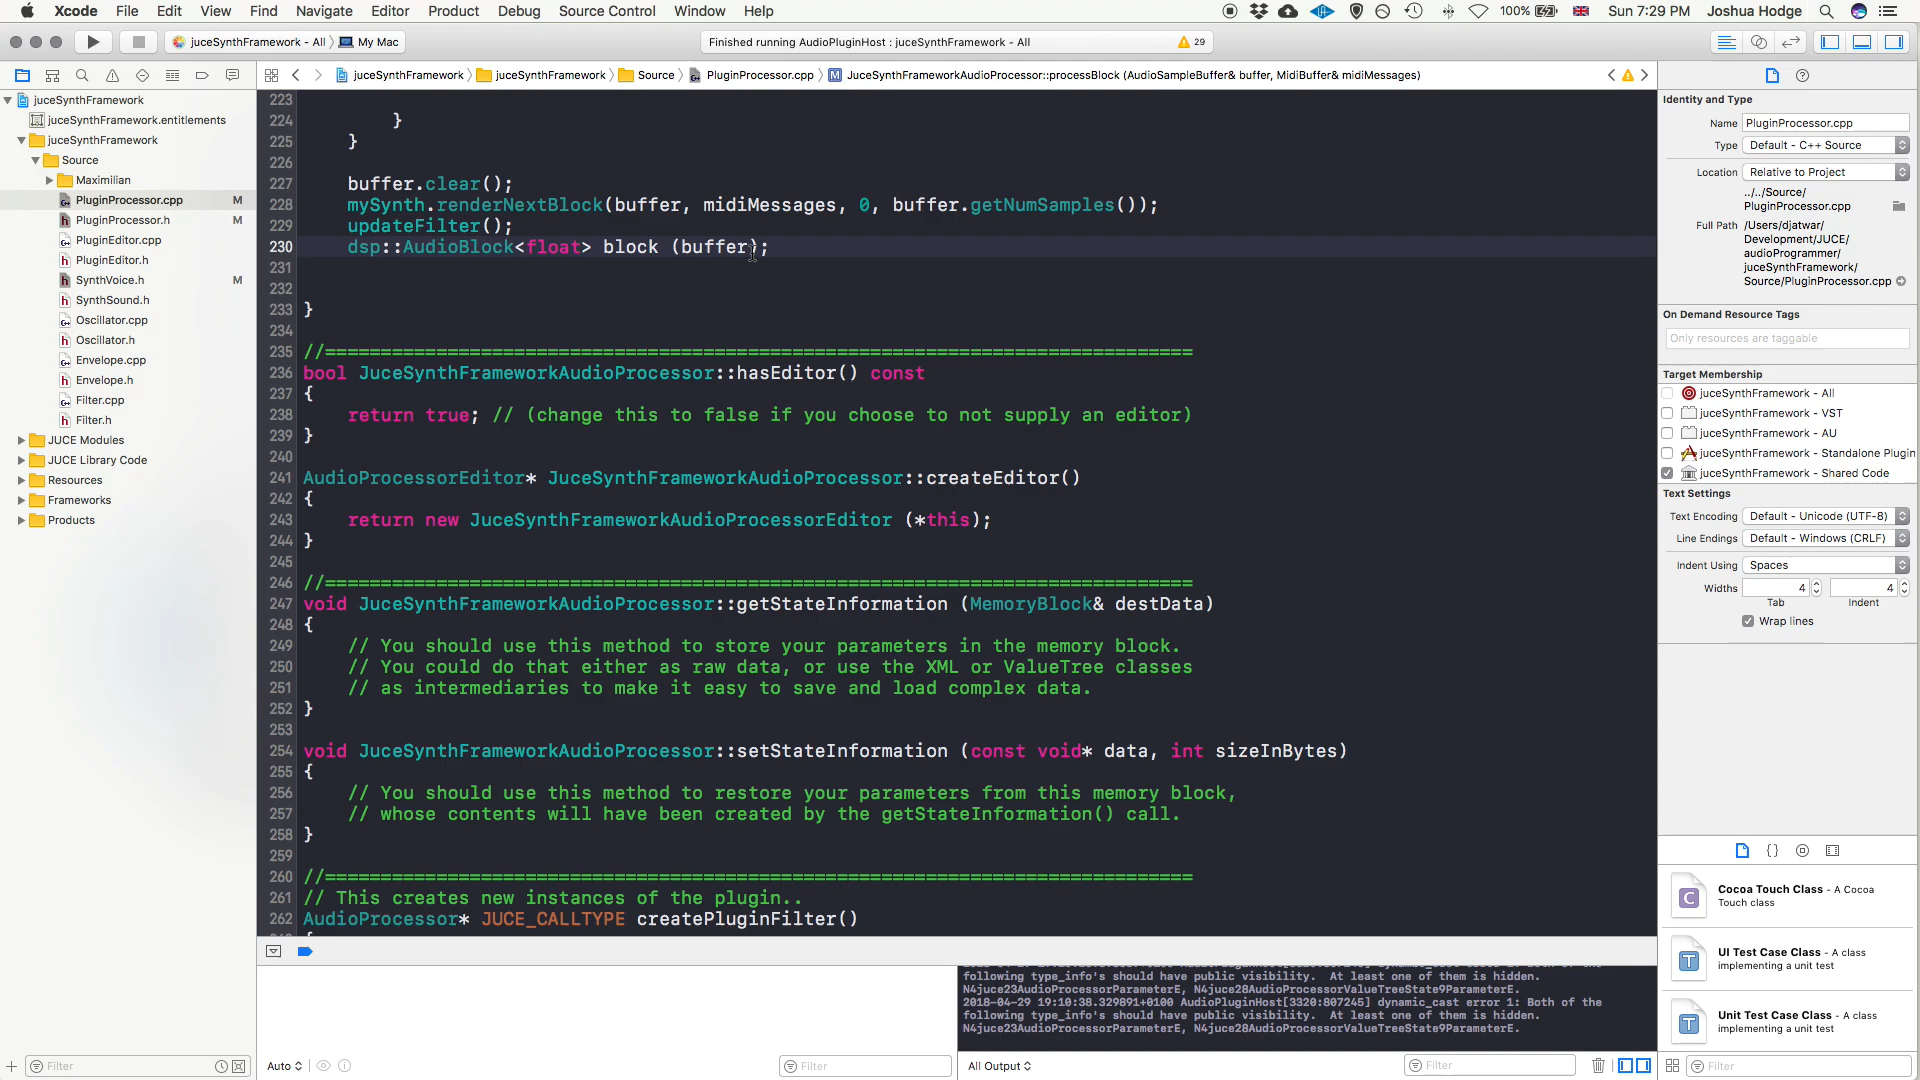 Xcode File Edit View Find Navigate Editor Product Debug Source Control Window Help
100% Sun 7:29 PM Joshua Hodge
juceSynthFramework - All My Mac
Finished running AudioPluginHost : juceSynthFramework - All
29
juceSynthFramework juceSynthFramework Source PluginProcessor.cpp M JuceSynthFrameworkAudioProcessor::processBlock (AudioSampleBuffer& buffer, MidiBuffer& midiMessages)
juceSynthFramework
juceSynthFramework.entitlements
juceSynthFramework
Source
Maximilian
PluginProcessor.cpp M
PluginProcessor.h M
PluginEditor.cpp
PluginEditor.h
SynthVoice.h M
SynthSound.h
Oscillator.cpp
Oscillator.h
Envelope.cpp
Envelope.h
Filter.cpp
Filter.h
JUCE Modules
JUCE Library Code
Resources
Frameworks
Products
Filter
223
224 }
225 }
226
227 buffer.clear();
228 mySynth.renderNextBlock(buffer, midiMessages, 0, buffer.getNumSamples());
229 updateFilter();
230 dsp::AudioBlock<float> block (buffer);
231
232
233 }
234
235 //==============================================================================
236 bool JuceSynthFrameworkAudioProcessor::hasEditor() const
237 {
238 return true; // (change this to false if you choose to not supply an editor)
239 }
240
241 AudioProcessorEditor* JuceSynthFrameworkAudioProcessor::createEditor()
242 {
243 return new JuceSynthFrameworkAudioProcessorEditor (*this);
244 }
245
246 //==============================================================================
247 void JuceSynthFrameworkAudioProcessor::getStateInformation (MemoryBlock& destData)
248 {
249 // You should use this method to store your parameters in the memory block.
250 // You could do that either as raw data, or use the XML or ValueTree classes
251 // as intermediaries to make it easy to save and load complex data.
252 }
253
254 void JuceSynthFrameworkAudioProcessor::setStateInformation (const void* data, int sizeInBytes)
255 {
256 // You should use this method to restore your parameters from this memory block,
257 // whose contents will have been created by the getStateInformation() call.
258 }
259
260 //==============================================================================
261 // This creates new instances of the plugin..
262 AudioProcessor* JUCE_CALLTYPE createPluginFilter()
Auto
Filter
following type_info's should have public visibility. At least one of them is hidden.
N4juce23AudioProcessorParameterE, N4juce28AudioProcessorValueTreeState9ParameterE.
2018-04-29 19:10:38.329891+0100 AudioPluginHost[3320:807245] dynamic_cast error 1: Both of the
following type_info's should have public visibility. At least one of them is hidden.
N4juce23AudioProcessorParameterE, N4juce28AudioProcessorValueTreeState9ParameterE.
All Output
Filter
Identity and Type
Name PluginProcessor.cpp
Type Default - C++ Source
Location Relative to Project
../../Source/
PluginProcessor.cpp
Full Path /Users/djatwar/
Development/JUCE/
audioProgrammer/
juceSynthFramework/
Source/PluginProcessor.cpp
On Demand Resource Tags
Only resources are taggable
Target Membership
juceSynthFramework - All
juceSynthFramework - VST
juceSynthFramework - AU
juceSynthFramework - Standalone Plugin
juceSynthFramework - Shared Code
Text Settings
Text Encoding Default - Unicode (UTF-8)
Line Endings Default - Windows (CRLF)
Indent Using Spaces
Widths 4 4
Tab Indent
Wrap lines
C
Cocoa Touch Class - A Cocoa
Touch class
T
UI Test Case Class - A class
implementing a unit test
T
Unit Test Case Class - A class
implementing a unit test
Filter